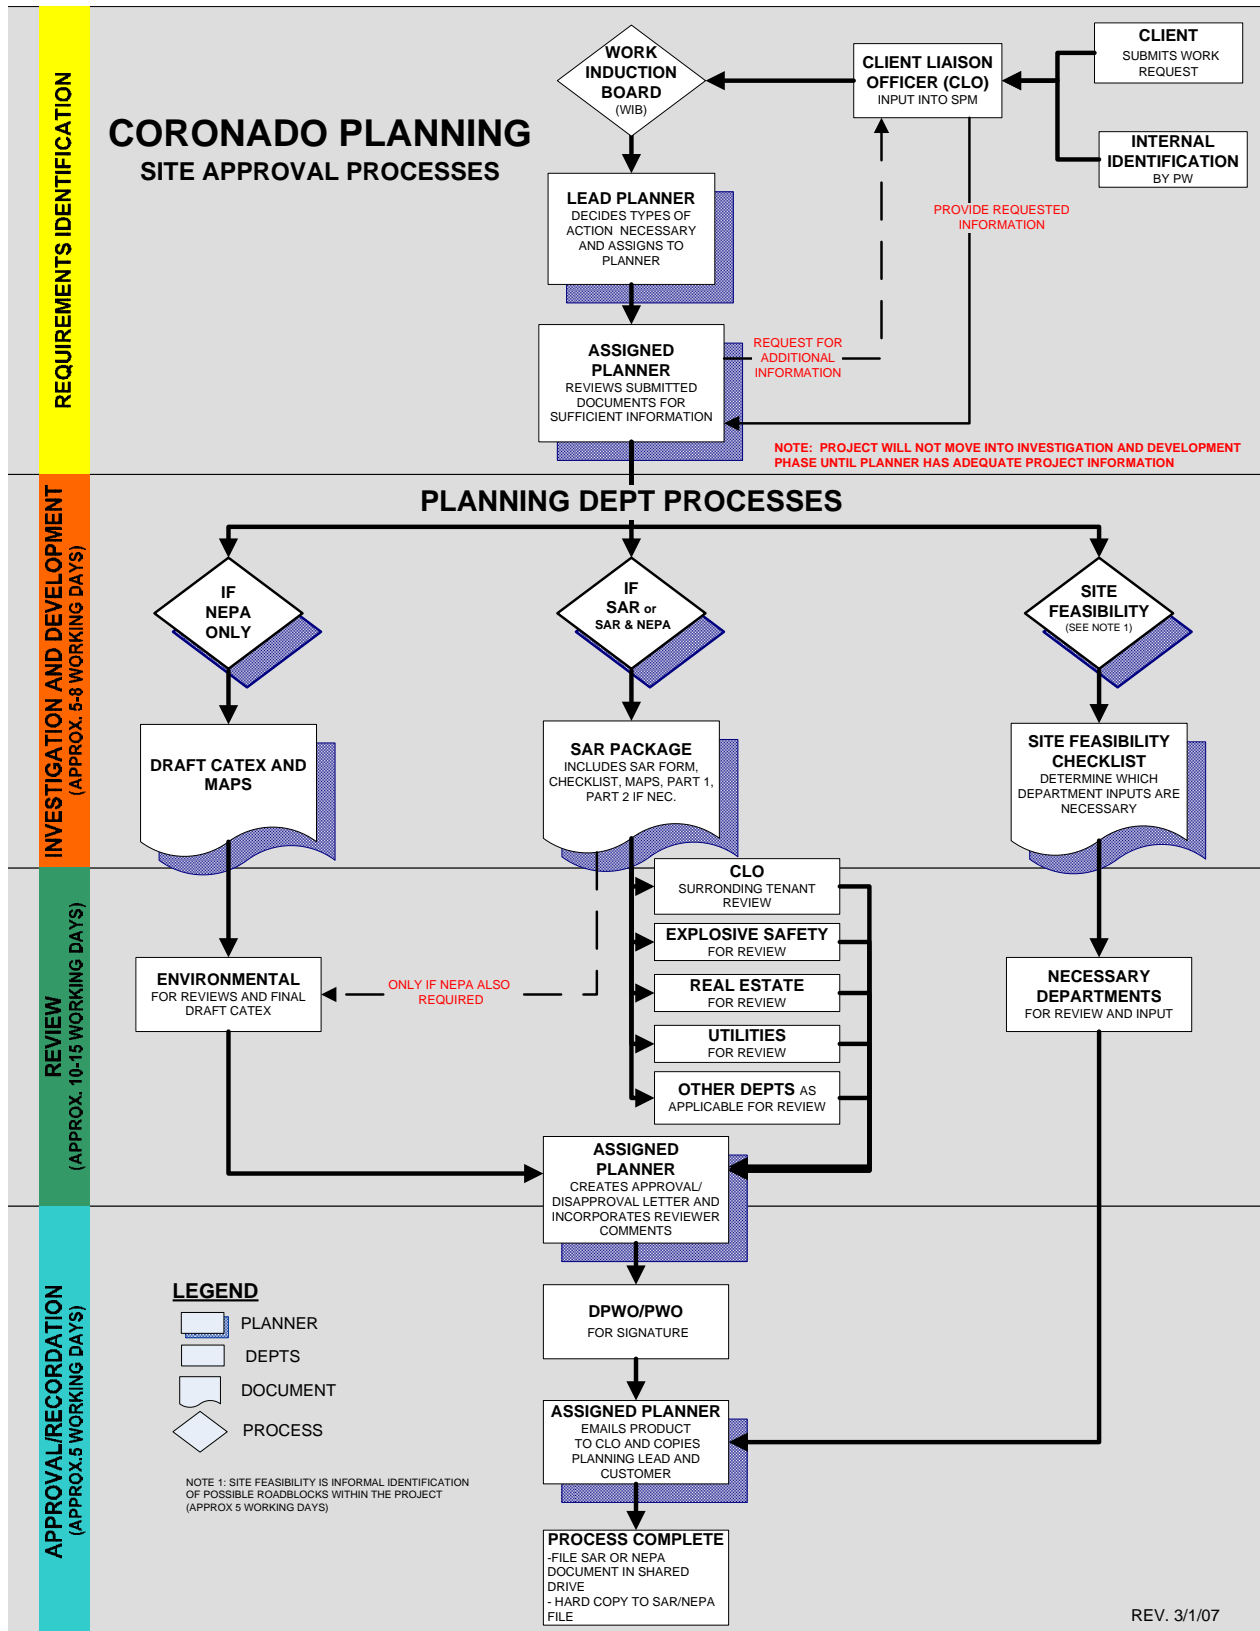 CORONADO PLANNING
SITE APPROVAL PROCESSES
REQUIREMENTS IDENTIFICATION
CLIENT
SUBMITS WORK
REQUEST
INTERNAL
IDENTIFICATION
BY PW
CLIENT LIAISON
OFFICER (CLO)
INPUT INTO SPM
WORK
INDUCTION
BOARD
(WIB)
LEAD PLANNER
DECIDES TYPES OF
ACTION NECESSARY
AND ASSIGNS TO
PLANNER
PROVIDE REQUESTED
INFORMATION
ASSIGNED
PLANNER
REVIEWS SUBMITTED
DOCUMENTS FOR
SUFFICIENT INFORMATION
REQUEST FOR
ADDITIONAL
INFORMATION
NOTE: PROJECT WILL NOT MOVE INTO INVESTIGATION AND DEVELOPMENT
PHASE UNTIL PLANNER HAS ADEQUATE PROJECT INFORMATION
INVESTIGATION AND DEVELOPMENT
(APPROX. 5-8 WORKING DAYS)
PLANNING DEPT PROCESSES
IF
NEPA
ONLY
IF
SAR or
SAR & NEPA
SITE
FEASIBILITY
(SEE NOTE 1)
DRAFT CATEX AND
MAPS
SAR PACKAGE
INCLUDES SAR FORM,
CHECKLIST, MAPS, PART 1,
PART 2 IF NEC.
SITE FEASIBILITY
CHECKLIST
DETERMINE WHICH
DEPARTMENT INPUTS ARE
NECESSARY
REVIEW
(APPROX. 10-15 WORKING DAYS)
CLO
SURRONDING TENANT
REVIEW
EXPLOSIVE SAFETY
FOR REVIEW
REAL ESTATE
FOR REVIEW
UTILITIES
FOR REVIEW
OTHER DEPTS AS
APPLICABLE FOR REVIEW
ENVIRONMENTAL
FOR REVIEWS AND FINAL
DRAFT CATEX
ONLY IF NEPA ALSO
REQUIRED
NECESSARY
DEPARTMENTS
FOR REVIEW AND INPUT
ASSIGNED
PLANNER
CREATES APPROVAL/
DISAPPROVAL LETTER AND
INCORPORATES REVIEWER
COMMENTS
APPROVAL/RECORDATION
(APPROX.5 WORKING DAYS)
DPWO/PWO
FOR SIGNATURE
ASSIGNED PLANNER
EMAILS PRODUCT
TO CLO AND COPIES
PLANNING LEAD AND
CUSTOMER
PROCESS COMPLETE
-FILE SAR OR NEPA
DOCUMENT IN SHARED
DRIVE
- HARD COPY TO SAR/NEPA
FILE
LEGEND
PLANNER
DEPTS
DOCUMENT
PROCESS
NOTE 1: SITE FEASIBILITY IS INFORMAL IDENTIFICATION
OF POSSIBLE ROADBLOCKS WITHIN THE PROJECT
(APPROX 5 WORKING DAYS)
REV. 3/1/07